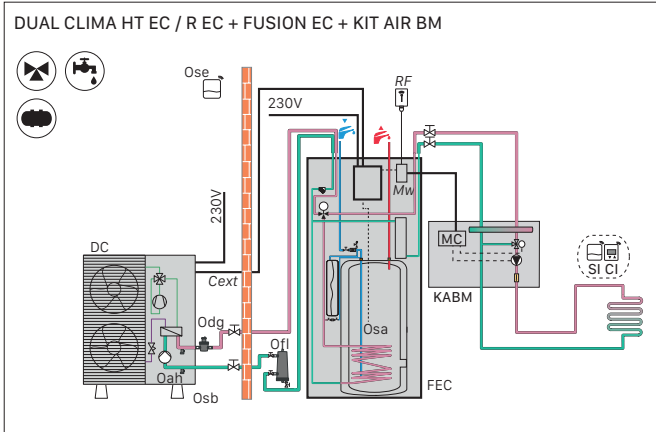 DUAL CLIMA HT EC / R EC + FUSION EC + KIT AIR BM
Ose
RF
230V
230V
Mw
DC
MC
SI CI
Cext
KABM
Odg
Osa
Ofl
Oah
FEC
Osb